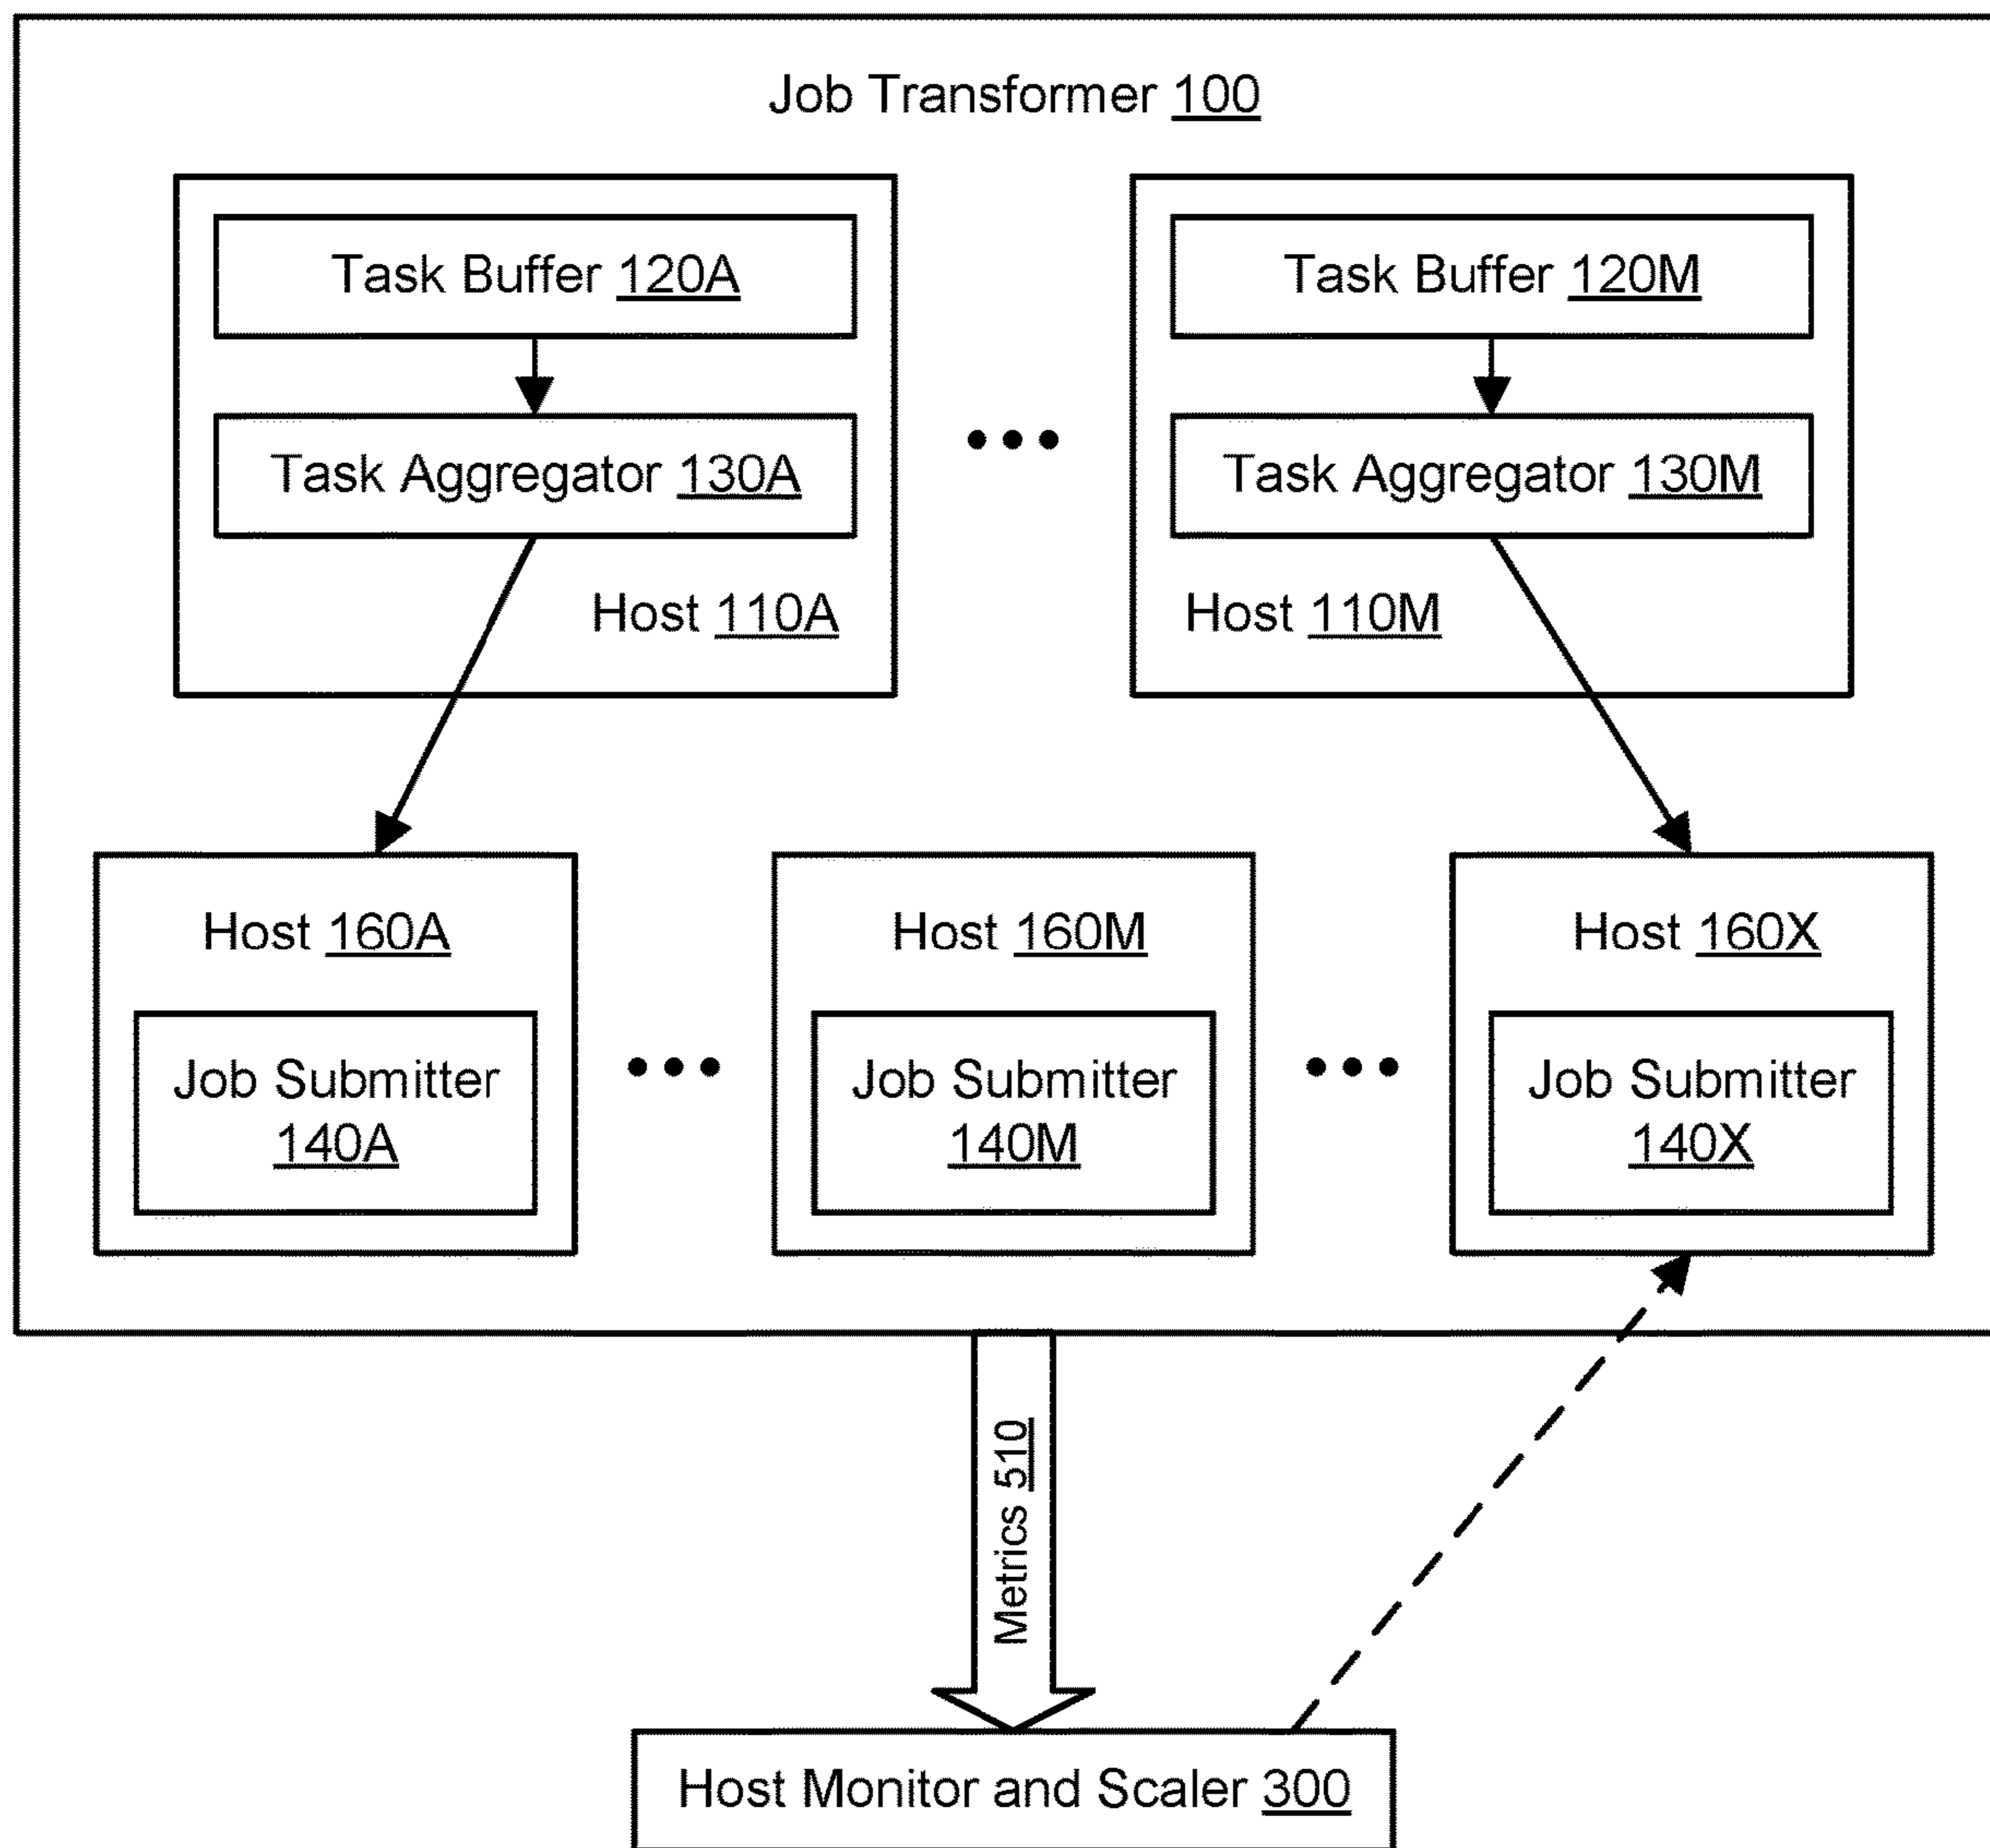 Job Transformer 100
Task Buffer 120A
Task Buffer 120M
Task Aggregator 130A
Task Aggregator 130M
Host 110A
Host 110M
Host 160A
Host 160M
Host 160X
Job Submitter
140A
Job Submitter
140M
Job Submitter
140X
Metrics 510
Host Monitor and Scaler 300